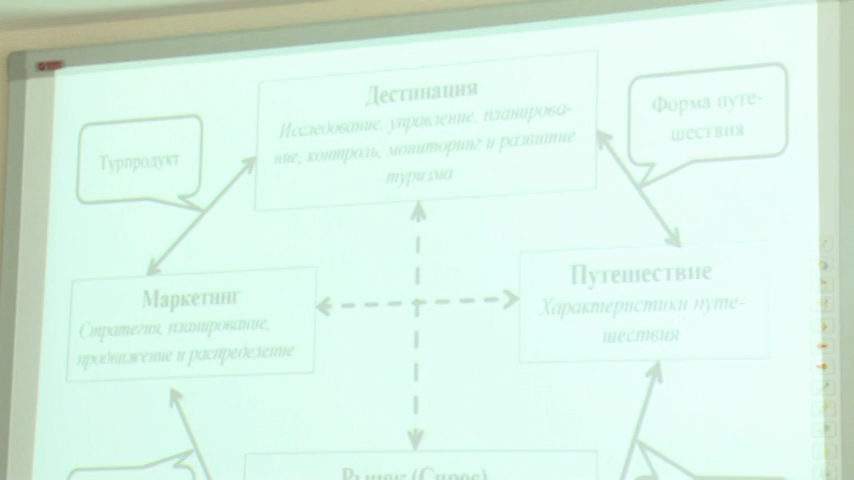 Дестинация
Исследование, управление, планирова-
ние, контроль, мониторинг и развитие
туризма
Форма путе-
шествия
Турпродукт
Маркетинг
Стратегия, планирование,
продвижение и распределение
Путешествие
Характеристики путе-
шествия
Рынок (Спрос)